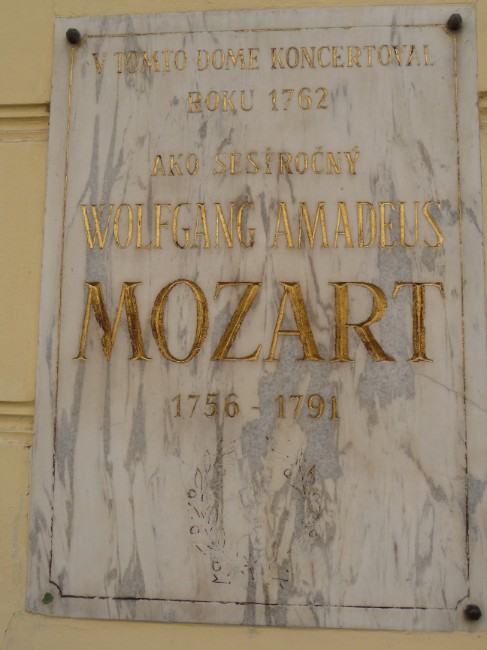 V TOMTO DOME KONCERTOVAL
ROKU 1762
AKO ŠESŤROČNÝ
WOLFGANG AMADEUS
MOZART
1756 - 1791